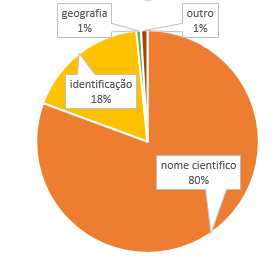 geografia
1%
outro
1%
identificação
18%
nome cientifico
80%